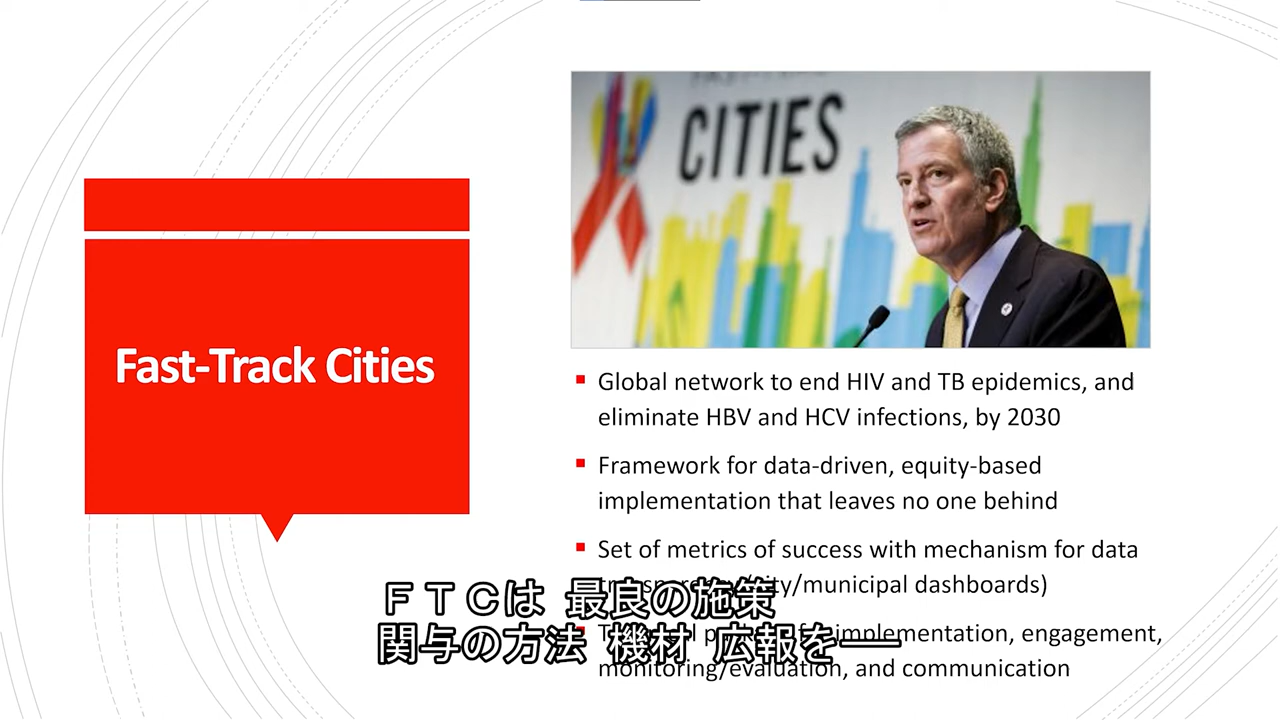 CITIES
Fast-Track Cities
Global network to end HIV and TB epidemics, and
eliminate HBV and HCV infections, by 2030
Framework for data-driven, equity-based
implementation that leaves no one behind
Set of metrics of success with mechanism for data
/municipal dashboards)
implementation, engagement,
monitoring/evaluation, and communication
ＦＴＣは 最良の施策
関与の方法 機材 広報を──